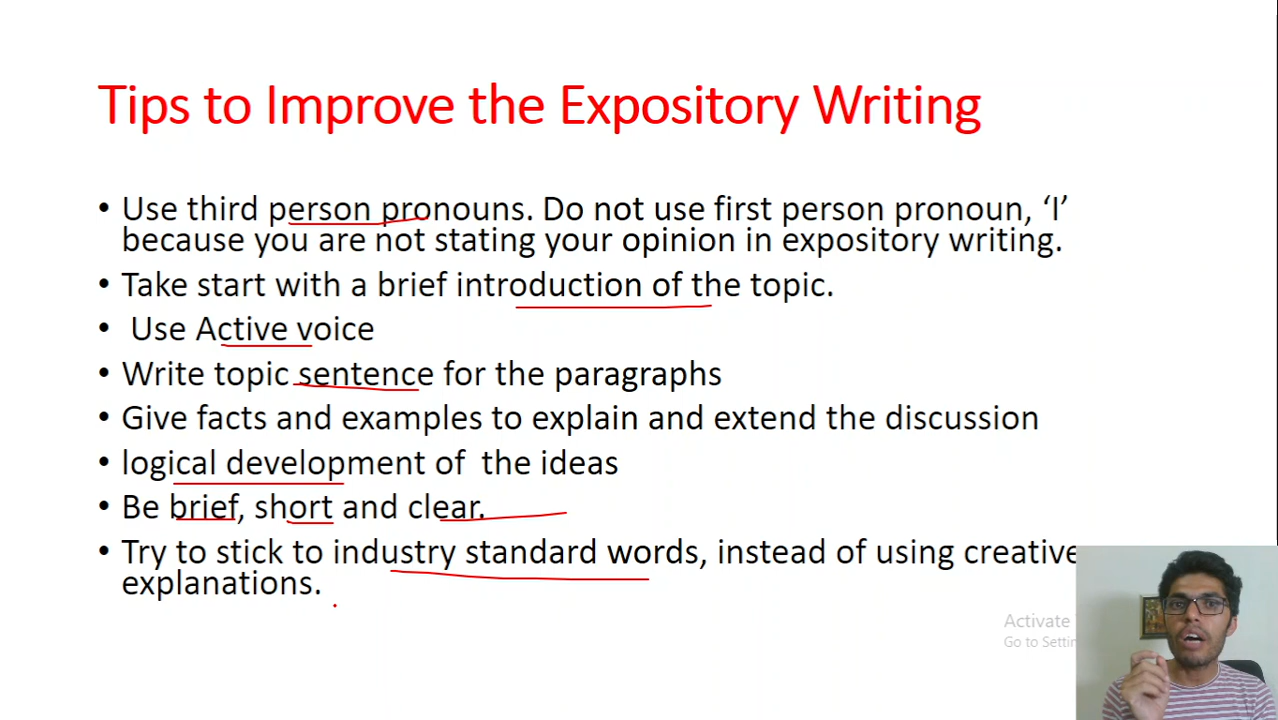 Tips to Improve the Expository Writing
• Use third person pronouns. Do not use first person pronoun, ‘I’
because you are not stating your opinion in expository writing.
• Take start with a brief introduction of the topic.
• Use Active voice
• Write topic sentence for the paragraphs
• Give facts and examples to explain and extend the discussion
• logical development of the ideas
• Be brief, short and clear.
• Try to stick to industry standard words, instead of using creative
explanations.
Activate
Go to